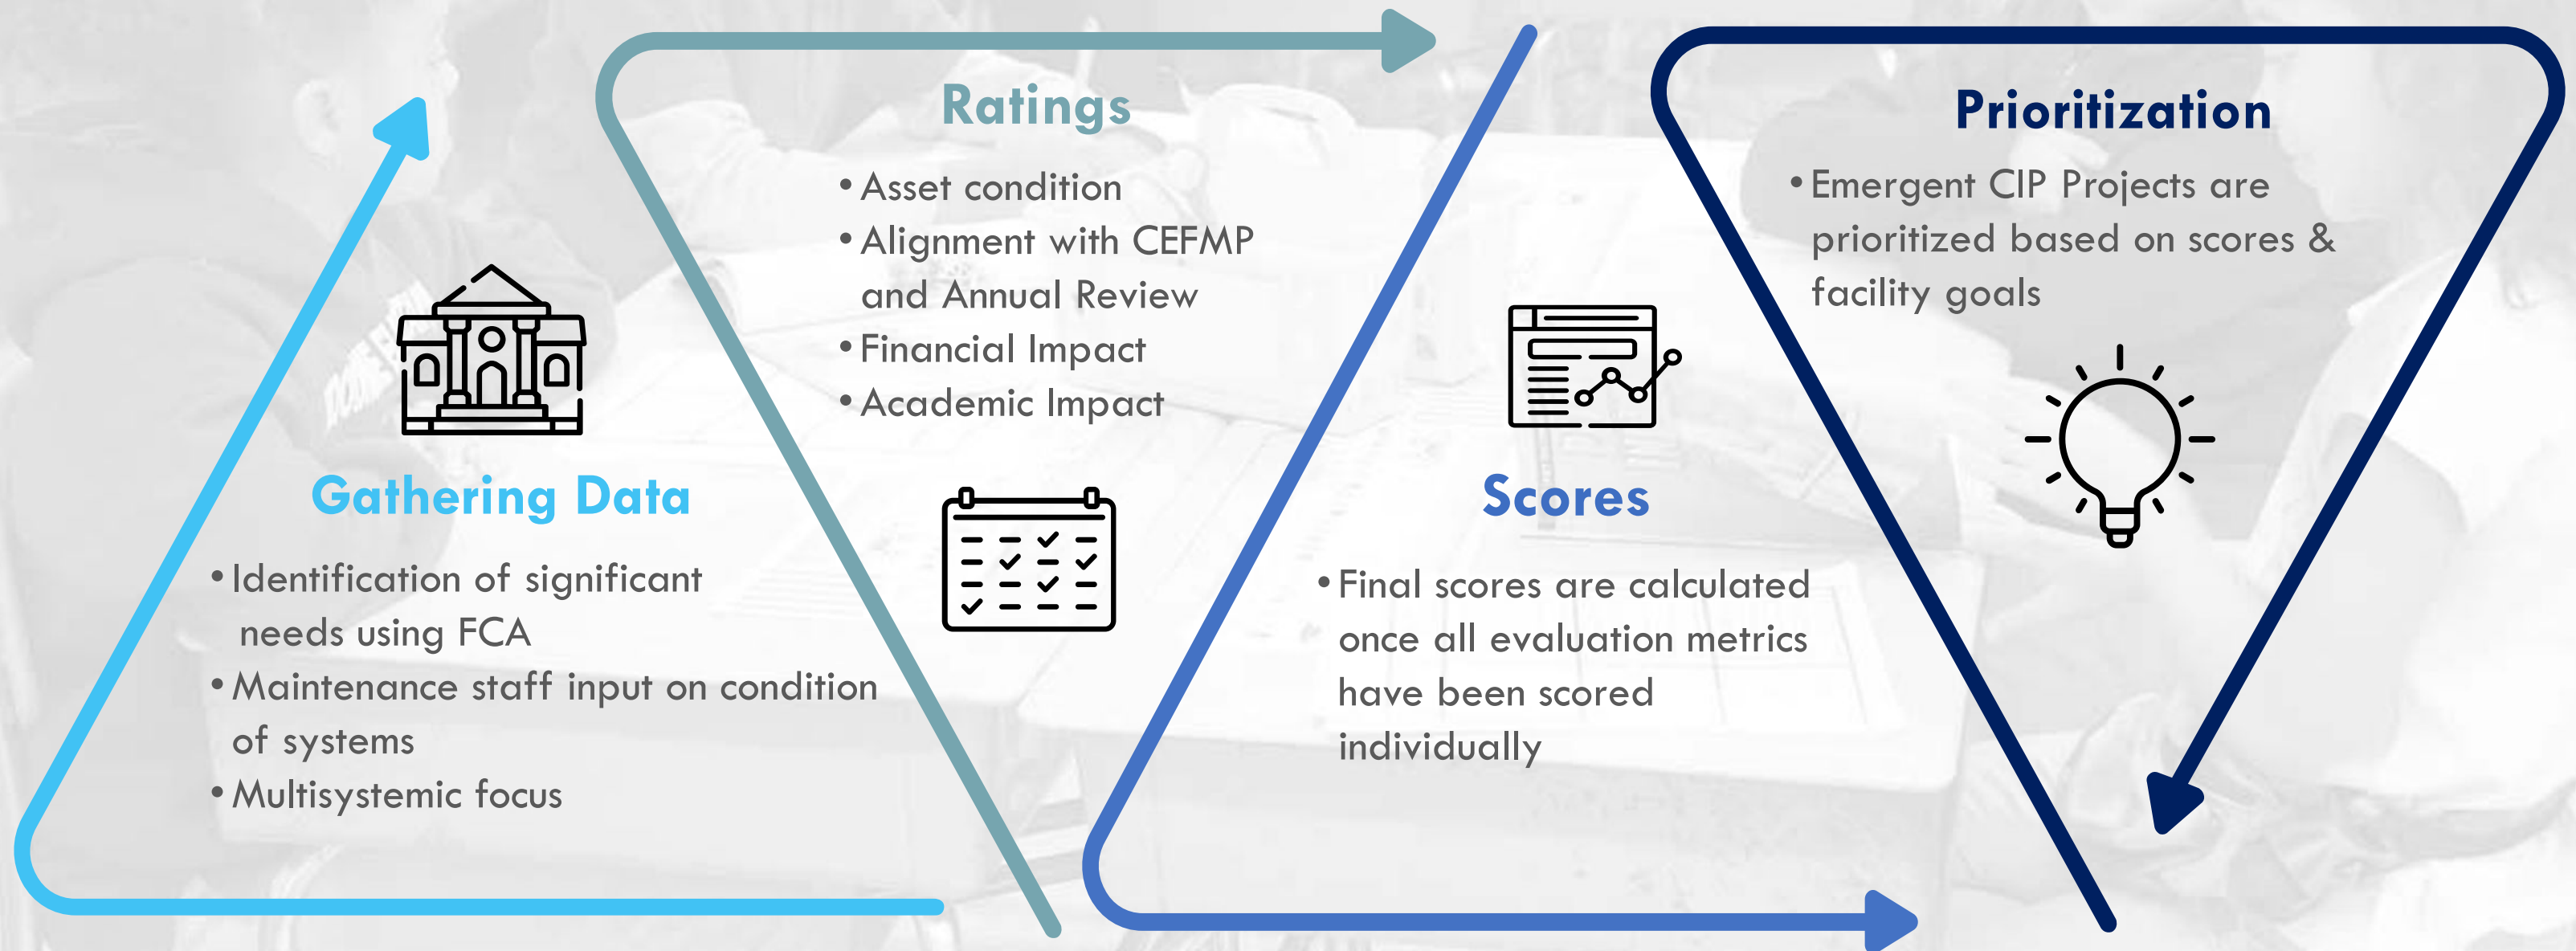 Gathering Data
• Identification of significant
needs using FCA
• Maintenance staff input on condition
of systems
• Multisystemic focus
Ratings
• Asset condition
• Alignment with CEFMP
and Annual Review
• Financial Impact
• Academic Impact
Scores
• Final scores are calculated
once all evaluation metrics
have been scored
individually
Prioritization
• Emergent CIP Projects are
prioritized based on scores &
facility goals